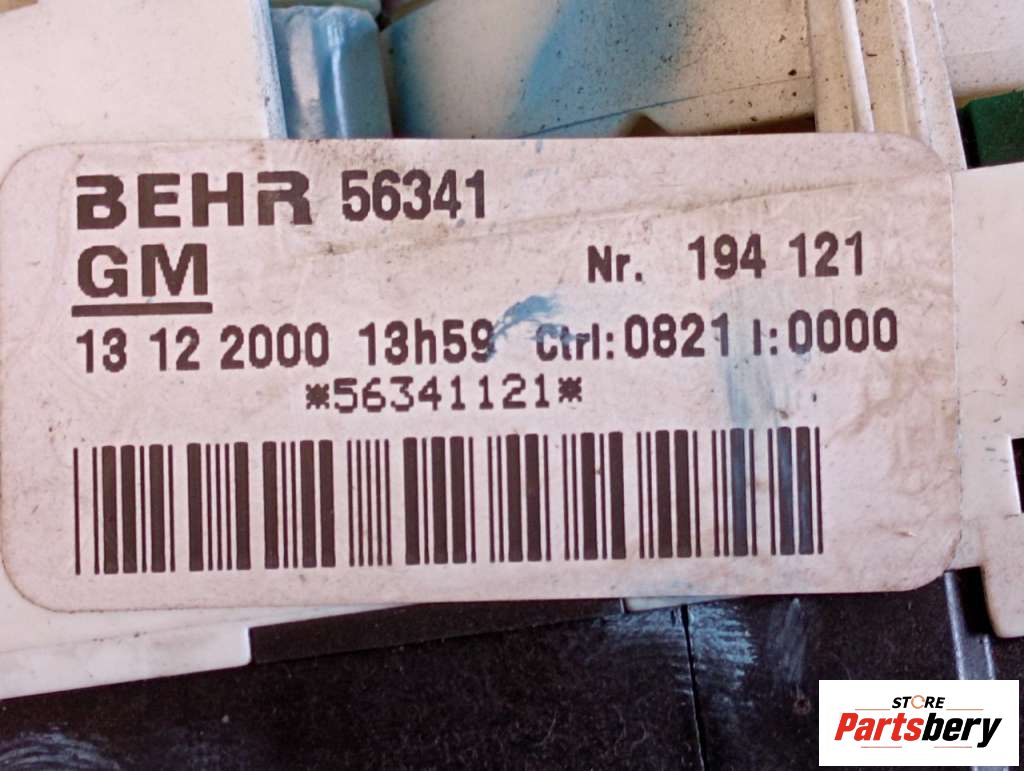 BEHR 56341
GM
Nr. 194 121
13 12 2000 13h59 Ctrl:0821 I:0000
*56341121*
STORE
Partsbery